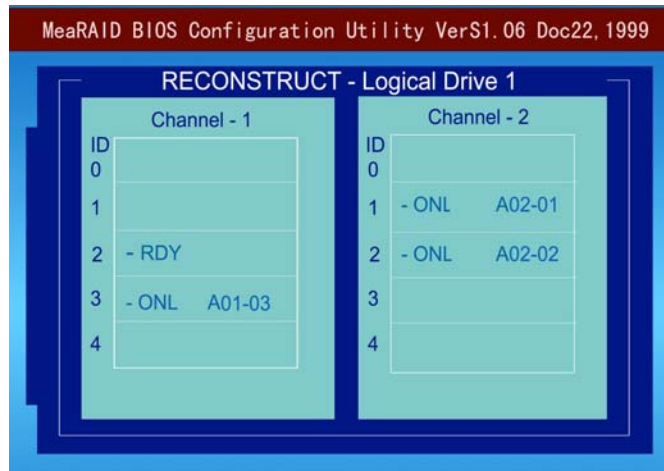 MeaRAID BIOS Configuration Utility VerS1.06 Doc22,1999
RECONSTRUCT - Logical Drive 1
Channel - 1
ID
0
1
2 - RDY
3 - ONL A01-03
4
Channel - 2
ID
0
1 - ONL A02-01
2 - ONL A02-02
3
4